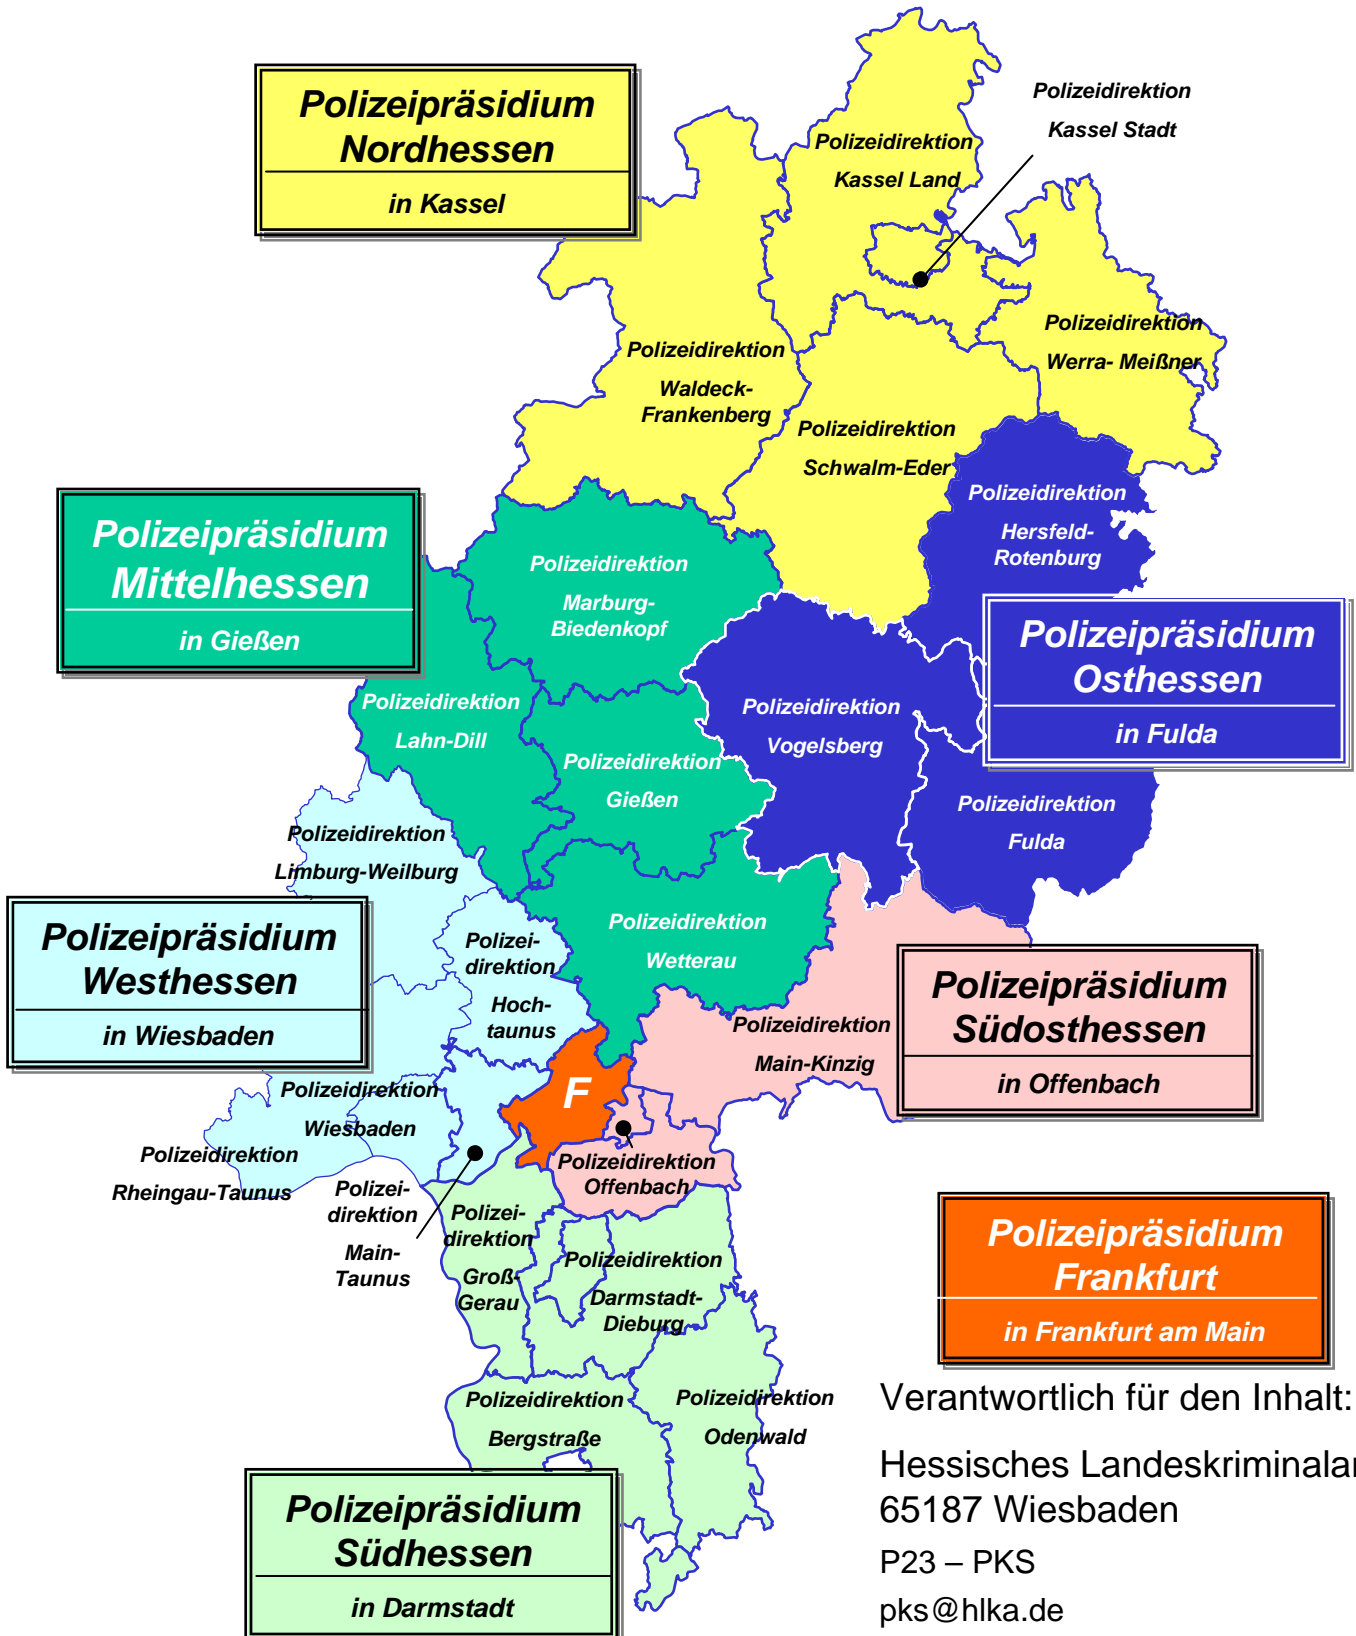 Polizeipräsidium
Nordhessen
in Kassel
Polizeidirektion
Kassel Stadt
Polizeidirektion
Kassel Land
Polizeidirektion
Werra- Meißner
Polizeidirektion
Waldeck-
Frankenberg
Polizeidirektion
Schwalm-Eder
Polizeipräsidium
Mittelhessen
in Gießen
Polizeidirektion
Marburg-
Biedenkopf
Polizeidirektion
Hersfeld-
Rotenburg
Polizeipräsidium
Osthessen
in Fulda
Polizeidirektion
Lahn-Dill
Polizeidirektion
Gießen
Polizeidirektion
Vogelsberg
Polizeidirektion
Fulda
Polizeidirektion
Limburg-Weilburg
Polizeipräsidium
Westhessen
in Wiesbaden
Polizei-
direktion
Hoch-
taunus
Polizeidirektion
Wetterau
Polizeipräsidium
Südosthessen
in Offenbach
Polizeidirektion
Main-Kinzig
F
Polizeidirektion
Wiesbaden
Polizeidirektion
Rheingau-Taunus
Polizei-
direktion
Main-
Taunus
Polizeidirektion
Offenbach
Polizei-
direktion
Groß-
Gerau
Polizeidirektion
Darmstadt-
Dieburg
Polizeipräsidium
Frankfurt
in Frankfurt am Main
Polizeidirektion
Bergstraße
Polizeidirektion
Odenwald
Polizeipräsidium
Südhessen
in Darmstadt
Verantwortlich für den Inhalt:
Hessisches Landeskriminalar
65187 Wiesbaden
P23 – PKS
pks@hlka.de